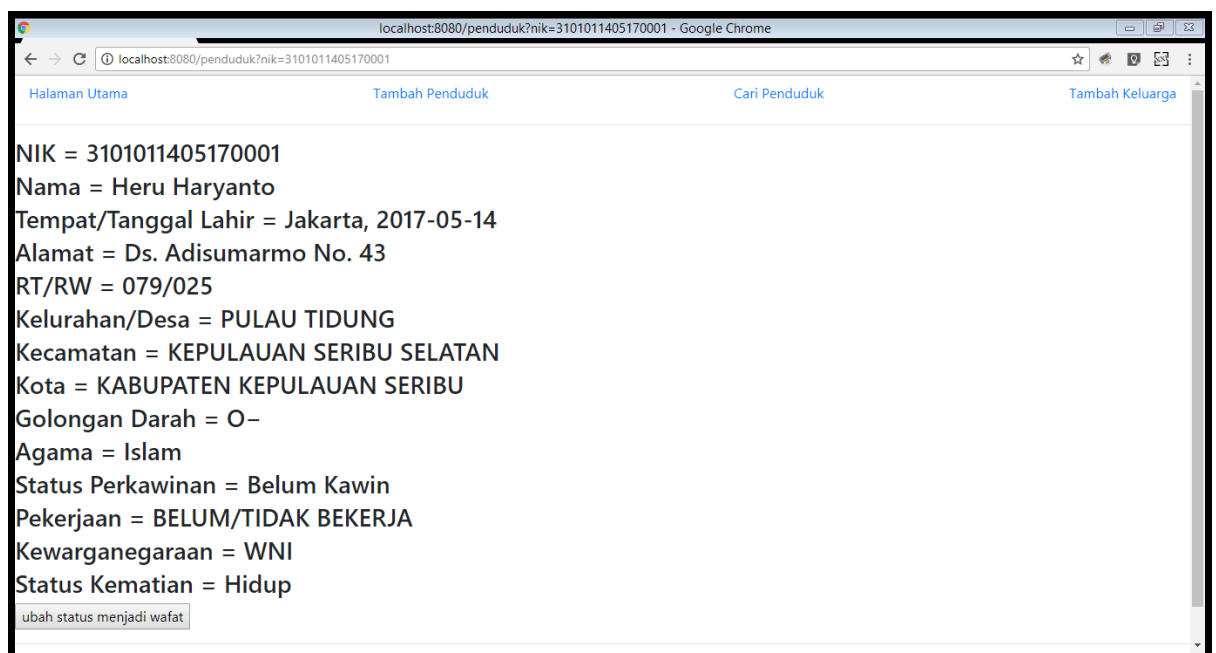 localhost:8080/penduduk?nik=3101011405170001 - Google Chrome
localhost:8080/penduduk?nik=3101011405170001
Halaman Utama Tambah Penduduk Cari Penduduk Tambah Keluarga
NIK = 3101011405170001
Nama = Heru Haryanto
Tempat/Tanggal Lahir = Jakarta, 2017-05-14
Alamat = Ds. Adisumarmo No. 43
RT/RW = 079/025
Kelurahan/Desa = PULAU TIDUNG
Kecamatan = KEPULAUAN SERIBU SELATAN
Kota = KABUPATEN KEPULAUAN SERIBU
Golongan Darah = O−
Agama = Islam
Status Perkawinan = Belum Kawin
Pekerjaan = BELUM/TIDAK BEKERJA
Kewarganegaraan = WNI
Status Kematian = Hidup
ubah status menjadi wafat